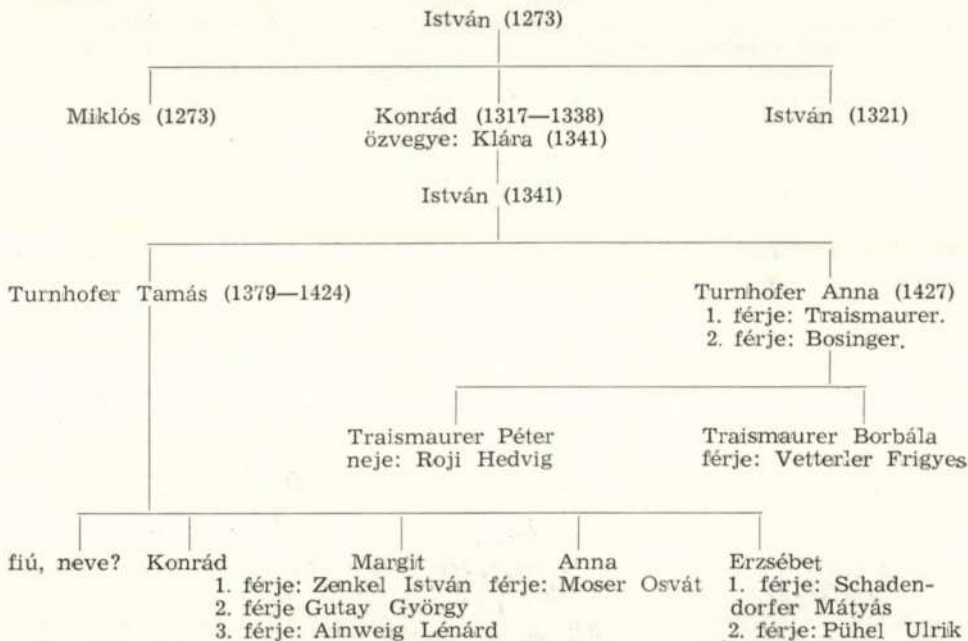 István (1273)
Miklós (1273) Konrád (1317—1338) István (1321)
özvegye: Klára (1341)
István (1341)
Turnhofer Tamás (1379—1424) Turnhofer Anna (1427)
1. férje: Traismaurer.
2. férje: Bosinger.
Traismaurer Péter Traismaurer Borbála
neje: Roji Hedvig férje: Vetterler Frigyes
fiú, neve? Konrád Margit Anna Erzsébet
1. férje: Zenkel István férje: Moser Osvát 1. férje: Schaden-
2. férje Gutay György dorfer Mátyás
3. férje: Ainweig Lénárd 2. férje: Pühel Ulrik